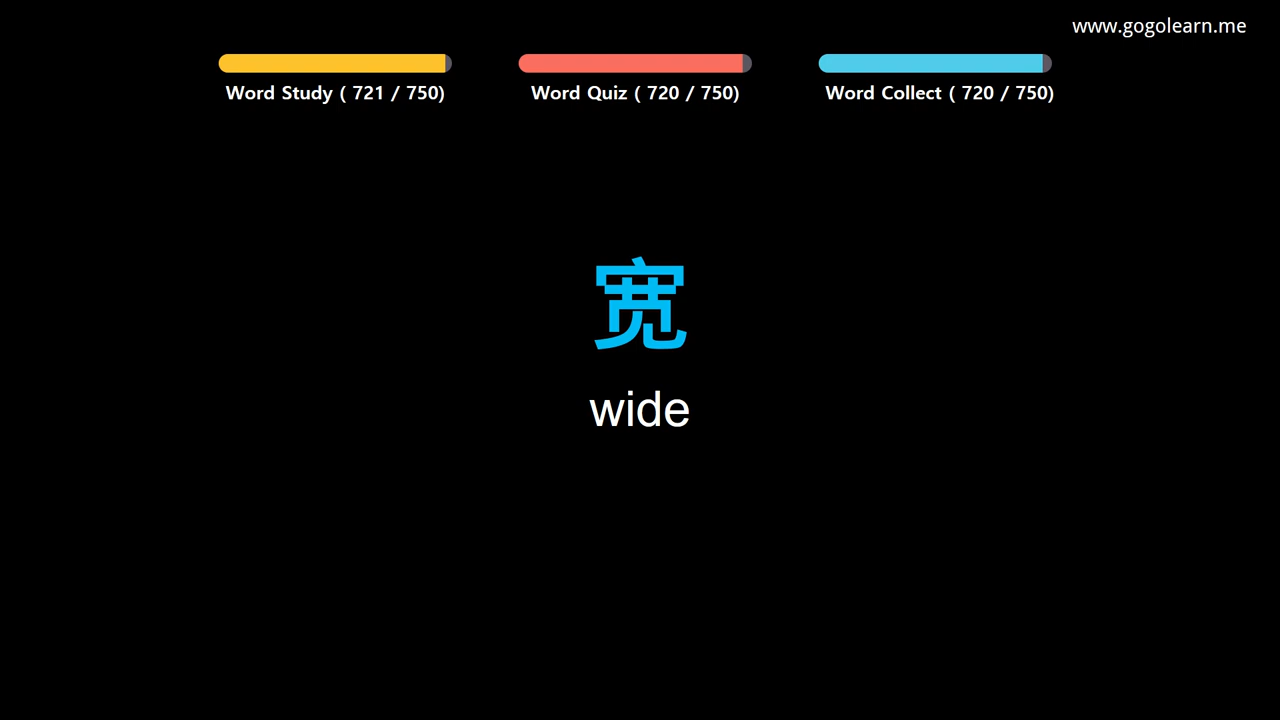 www.gogolearn.me
Word Study ( 721 / 750)
Word Quiz ( 720 / 750)
Word Collect ( 720 / 750)
宽
wide